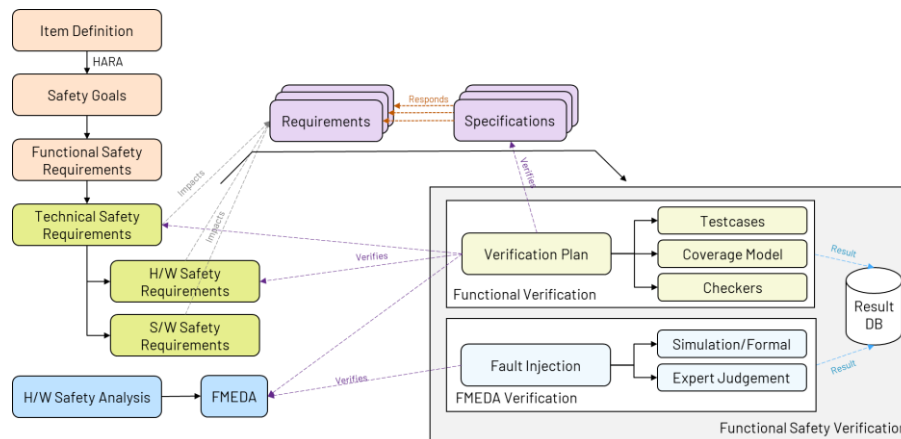 Item Definition
HARA
Safety Goals
Functional Safety
Requirements
Technical Safety
Requirements
H/W Safety
Requirements
S/W Safety
Requirements
H/W Safety Analysis
FMEDA
Impacts
Impacts
Requirements
Responds
Specifications
Verifies
Verifies
Verifies
Verification Plan
Testcases
Coverage Model
Checkers
Functional Verification
Fault Injection
Simulation/Formal
Expert Judgement
FMEDA Verification
Result
Result
Result
DB
Functional Safety Verification